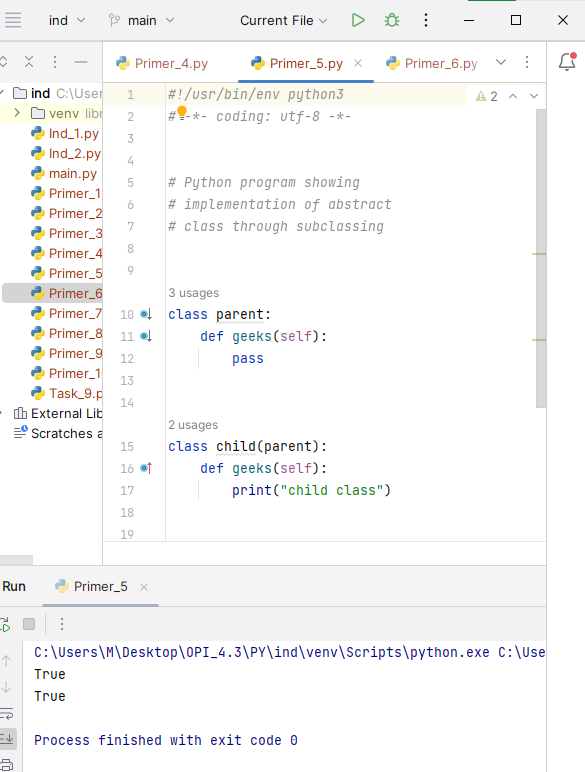 ind main Current File
ind C:\User
venv libr
Ind_1.py
Ind_2.py
main.py
Primer_1
Primer_2
Primer_3
Primer_4
Primer_5
Primer_6
Primer_7
Primer_8
Primer_9
Primer_1
Task_9.p
External Lib
Scratches a
Primer_4.py Primer_5.py Primer_6.py
2
1 #!/usr/bin/env python3
2 # -*- coding: utf-8 -*-
3
4
5 # Python program showing
6 # implementation of abstract
7 # class through subclassing
8
9
3 usages
10 class parent:
11 def geeks(self):
12 pass
13
14
2 usages
15 class child(parent):
16 def geeks(self):
17 print("child class")
18
19
Run Primer_5
C:\Users\M\Desktop\OPI_4.3\PY\ind\venv\Scripts\python.exe C:\Use
True
True
Process finished with exit code 0